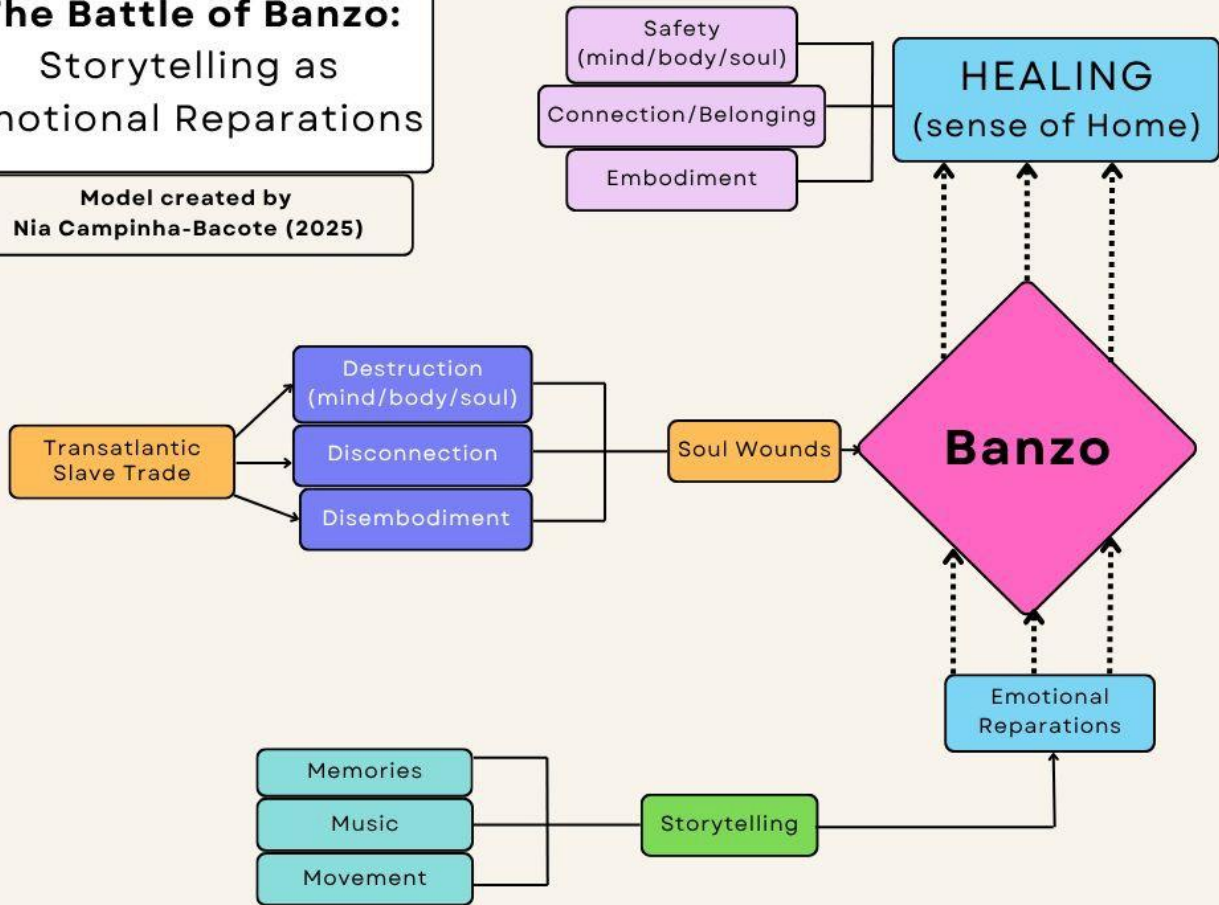 he Battle of Banzo:
Storytelling as
notional Reparations
Model created by
Nia Campinha-Bacote (2025)
Safety
(mind/body/soul)
Connection/Belonging
Embodiment
HEALING
(sense of Home)
Transatlantic
Slave Trade
Destruction
(mind/body/soul)
Disconnection
Disembodiment
Soul Wounds
Banzo
Emotional
Reparations
Memories
Music
Movement
Storytelling